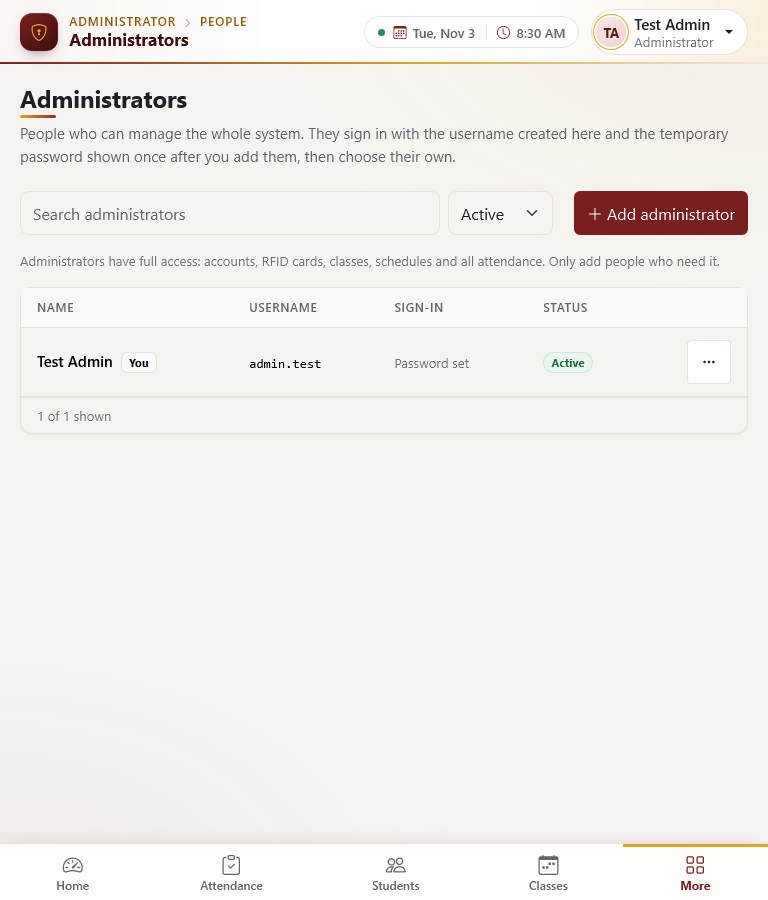 ADMINISTRATOR > PEOPLE
Administrators
Tue, Nov 3
8:30 AM
TA
Test Admin
Administrator
Administrators
People who can manage the whole system. They sign in with the username created here and the temporary
password shown once after you add them, then choose their own.
Search administrators
Active
+ Add administrator
Administrators have full access: accounts, RFID cards, classes, schedules and all attendance. Only add people who need it.
NAME USERNAME SIGN-IN STATUS
Test Admin You admin.test Password set Active ...
1 of 1 shown
Home Attendance Students Classes More